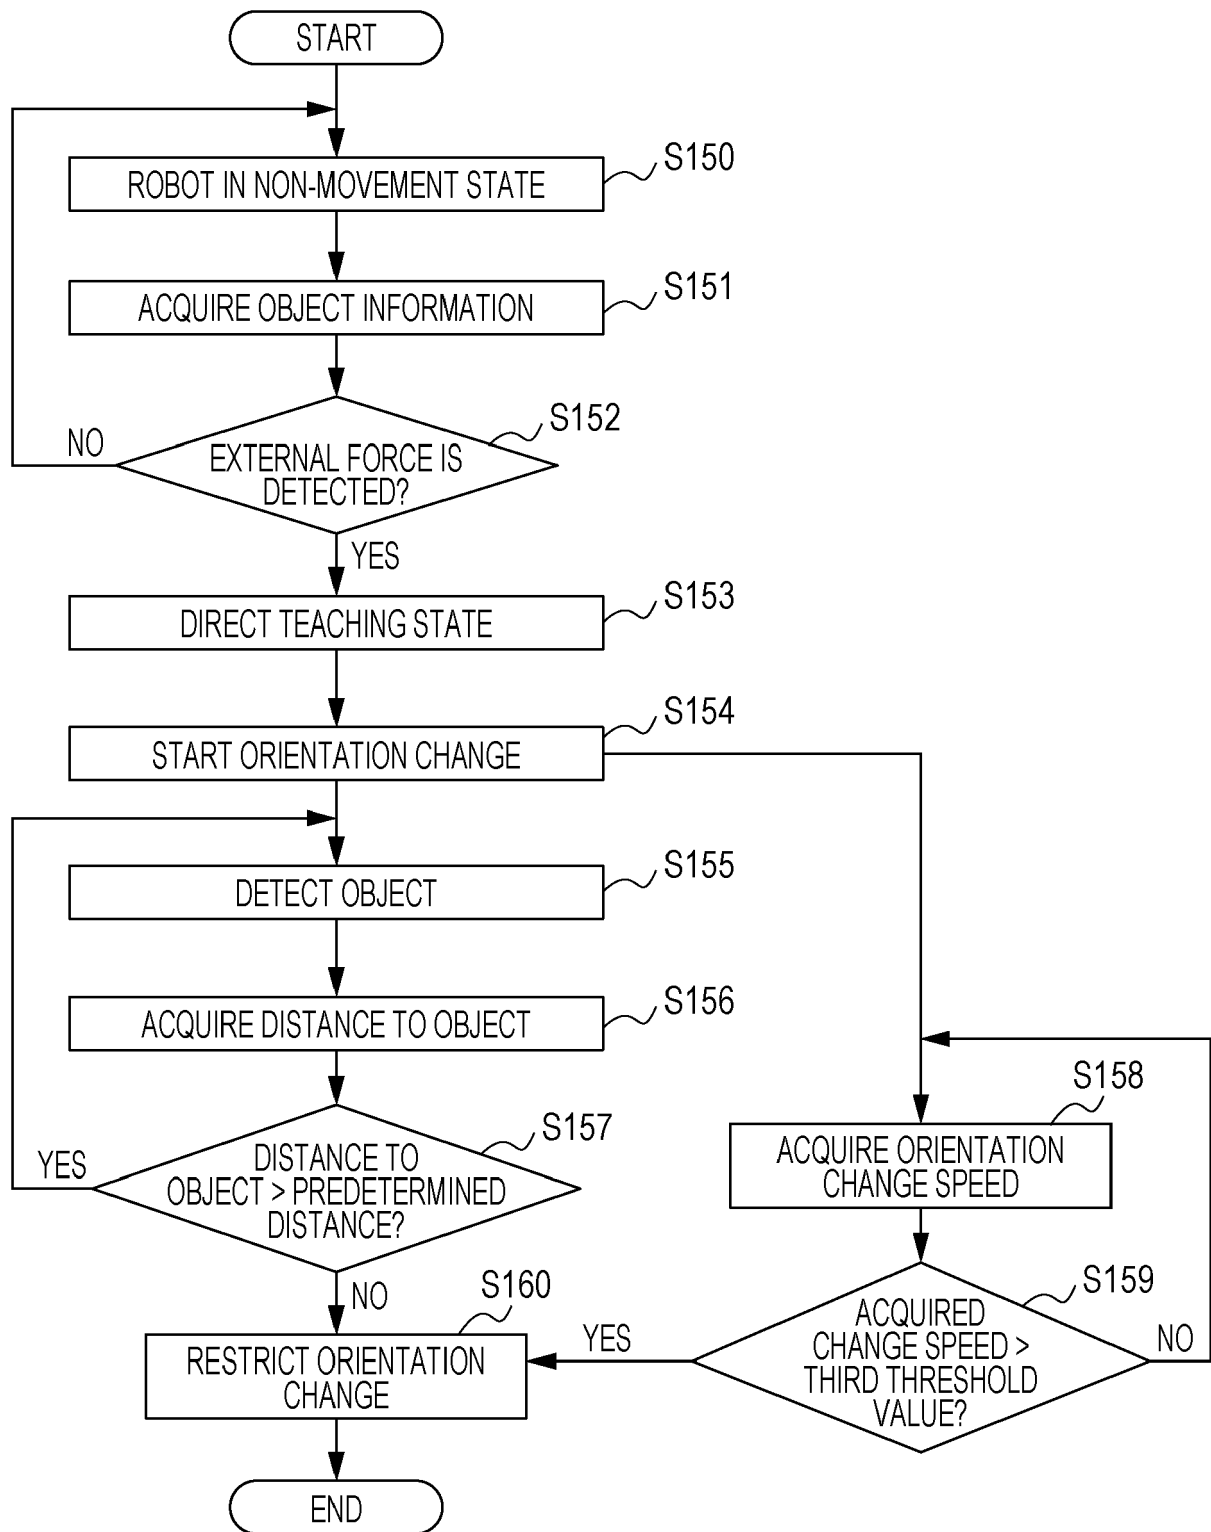 START
S150
ROBOT IN NON-MOVEMENT STATE
S151
ACQUIRE OBJECT INFORMATION
S152
NO
EXTERNAL FORCE IS
DETECTED?
YES
S153
DIRECT TEACHING STATE
S154
START ORIENTATION CHANGE
S155
DETECT OBJECT
S156
ACQUIRE DISTANCE TO OBJECT
S157
YES
DISTANCE TO
OBJECT > PREDETERMINED
DISTANCE?
NO
S158
ACQUIRE ORIENTATION
CHANGE SPEED
S159
ACQUIRED
CHANGE SPEED >
THIRD THRESHOLD
VALUE?
YES
NO
S160
RESTRICT ORIENTATION
CHANGE
END